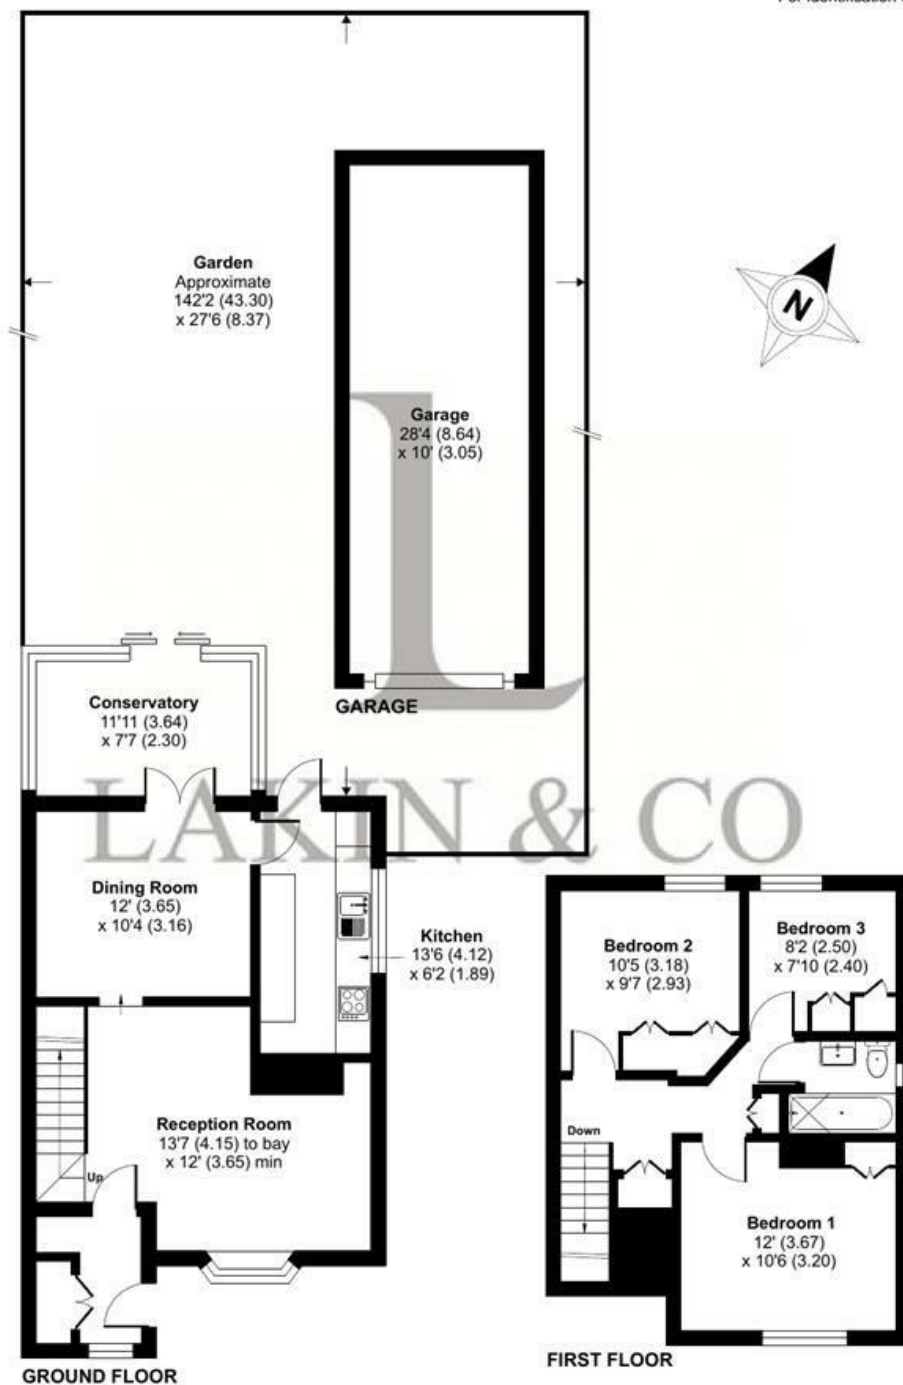 Garden
Approximate
142'2 (43.30)
x 27'6 (8.37)
N
Garage
28'4 (8.64)
x 10' (3.05)
GARAGE
Conservatory
11'11 (3.64)
x 7'7 (2.30)
LAKIN & CO
Dining Room
12' (3.65)
x 10'4 (3.16)
Kitchen
13'6 (4.12)
x 6'2 (1.89)
Bedroom 2
10'5 (3.18)
x 9'7 (2.93)
Bedroom 3
8'2 (2.50)
x 7'10 (2.40)
Reception Room
13'7 (4.15) to bay
x 12' (3.65) min
Up
Down
Bedroom 1
12' (3.67)
x 10'6 (3.20)
GROUND FLOOR
FIRST FLOOR